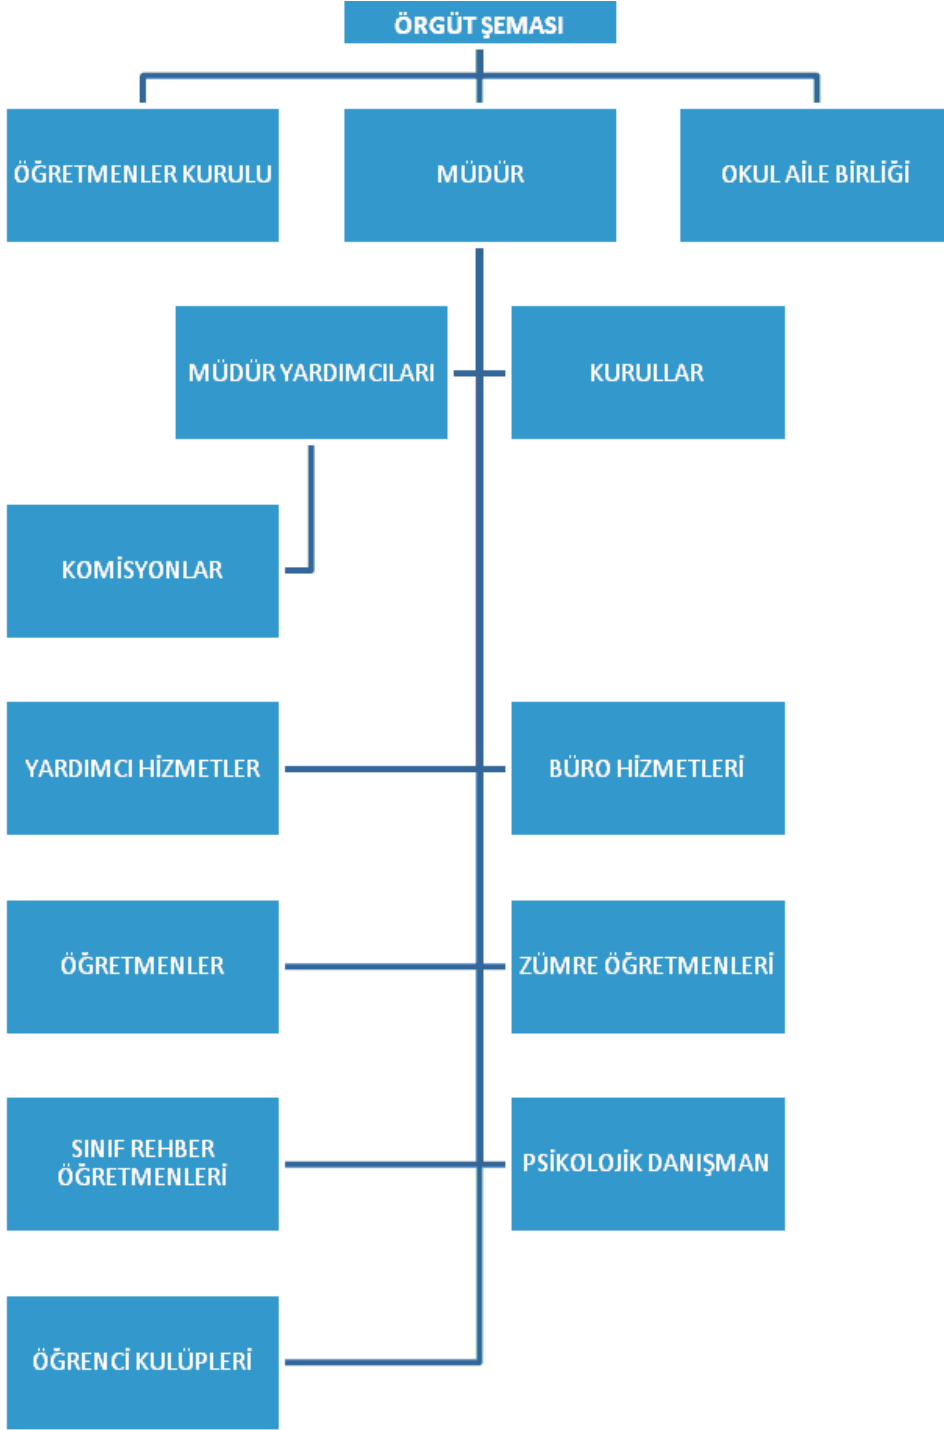 ÖRGÜT ŞEMASI
ÖĞRETMENLER KURULU
MÜDÜR
OKUL AİLE BİRLİĞİ
MÜDÜR YARDIMCILARI
KURULLAR
KOMİSYONLAR
YARDIMCI HİZMETLER
BÜRO HİZMETLERİ
ÖĞRETMENLER
ZÜMRE ÖĞRETMENLERİ
SINIF REHBER
ÖĞRETMENLERİ
PSİKOLOJİK DANIŞMAN
ÖĞRENCİ KULÜPLERİ